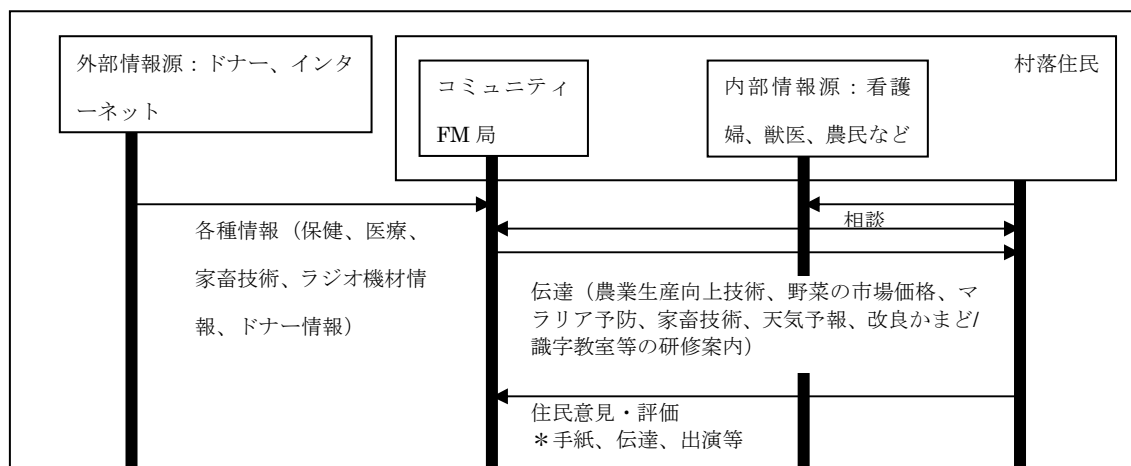 外部情報源：ドナー、インタ
ーネット
コミュニティ
FM 局
内部情報源：看護
婦、獣医、農民など
村落住民
相談
各種情報（保健、医療、
家畜技術、ラジオ機材情
報、ドナー情報）
伝達（農業生産向上技術、野菜の市場価格、マ
ラリア予防、家畜技術、天気予報、改良かまど/
識字教室等の研修案内）
住民意見・評価
＊手紙、伝達、出演等